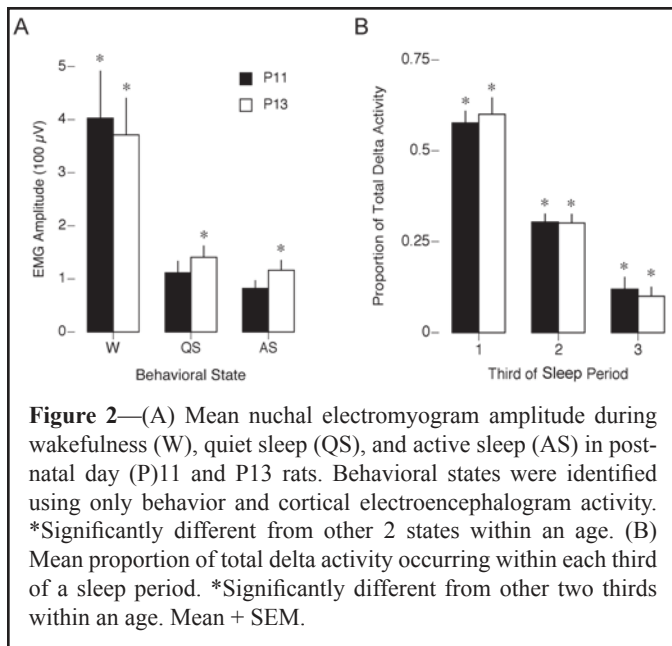 A
B
5–
4–
3–
2–
1–
0–
EMG Amplitude (100 µV)
* * * *
P11
P13
W QS AS
Behavioral State
0.75–
0.5–
0.25–
0–
Proportion of Total Delta Activity
* * * * * *
1 2 3
Third of Sleep Period
Figure 2—(A) Mean nuchal electromyogram amplitude during
wakefulness (W), quiet sleep (QS), and active sleep (AS) in post-
natal day (P)11 and P13 rats. Behavioral states were identified
using only behavior and cortical electroencephalogram activity.
*Significantly different from other 2 states within an age. (B)
Mean proportion of total delta activity occurring within each third
of a sleep period. *Significantly different from other two thirds
within an age. Mean + SEM.